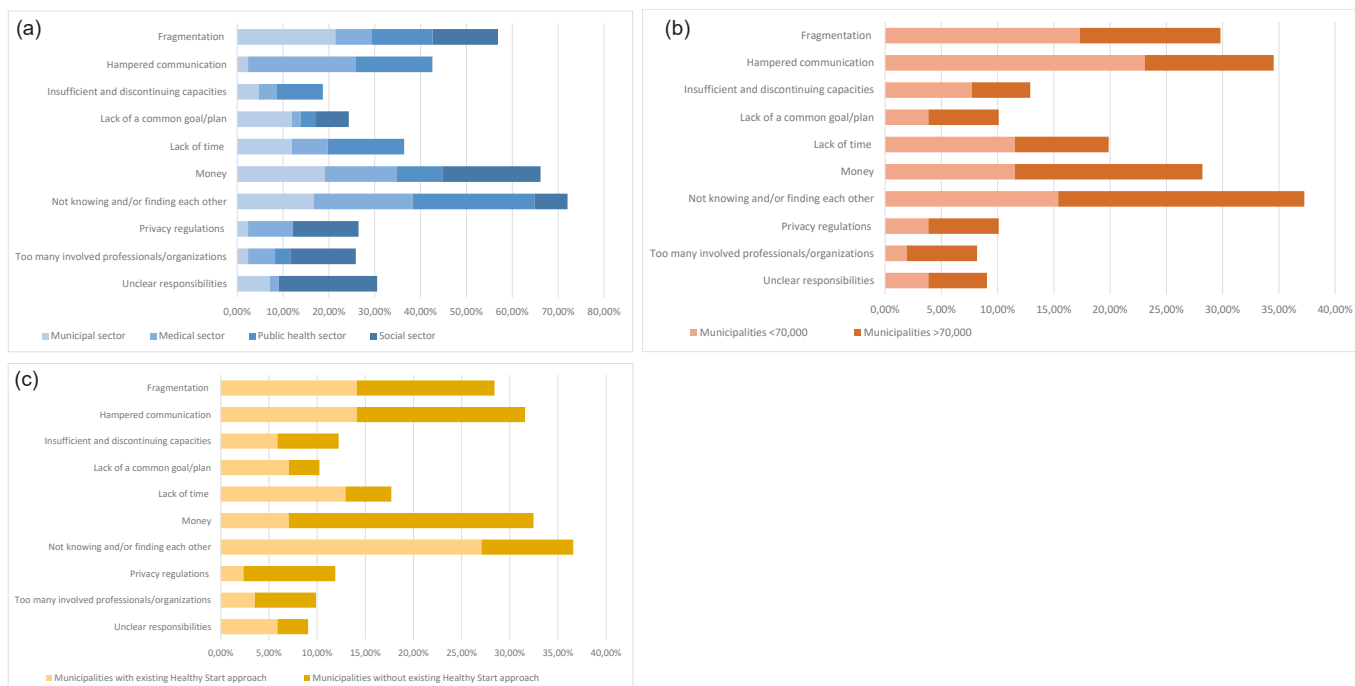 (a)
Fragmentation
Hampered communication
Insufficient and discontinuing capacities
Lack of a common goal/plan
Lack of time
Money
Not knowing and/or finding each other
Privacy regulations
Too many involved professionals/organizations
Unclear responsibilities
0,00% 10,00% 20,00% 30,00% 40,00% 50,00% 60,00% 70,00% 80,00%
Municipal sector Medical sector Public health sector Social sector
(b)
Fragmentation
Hampered communication
Insufficient and discontinuing capacities
Lack of a common goal/plan
Lack of time
Money
Not knowing and/or finding each other
Privacy regulations
Too many involved professionals/organizations
Unclear responsibilities
0,00% 5,00% 10,00% 15,00% 20,00% 25,00% 30,00% 35,00% 40,00%
Municipalities <70,000 Municipalities >70,000
(c)
Fragmentation
Hampered communication
Insufficient and discontinuing capacities
Lack of a common goal/plan
Lack of time
Money
Not knowing and/or finding each other
Privacy regulations
Too many involved professionals/organizations
Unclear responsibilities
0,00% 5,00% 10,00% 15,00% 20,00% 25,00% 30,00% 35,00% 40,00%
Municipalities with existing Healthy Start approach Municipalities without existing Healthy Start approach